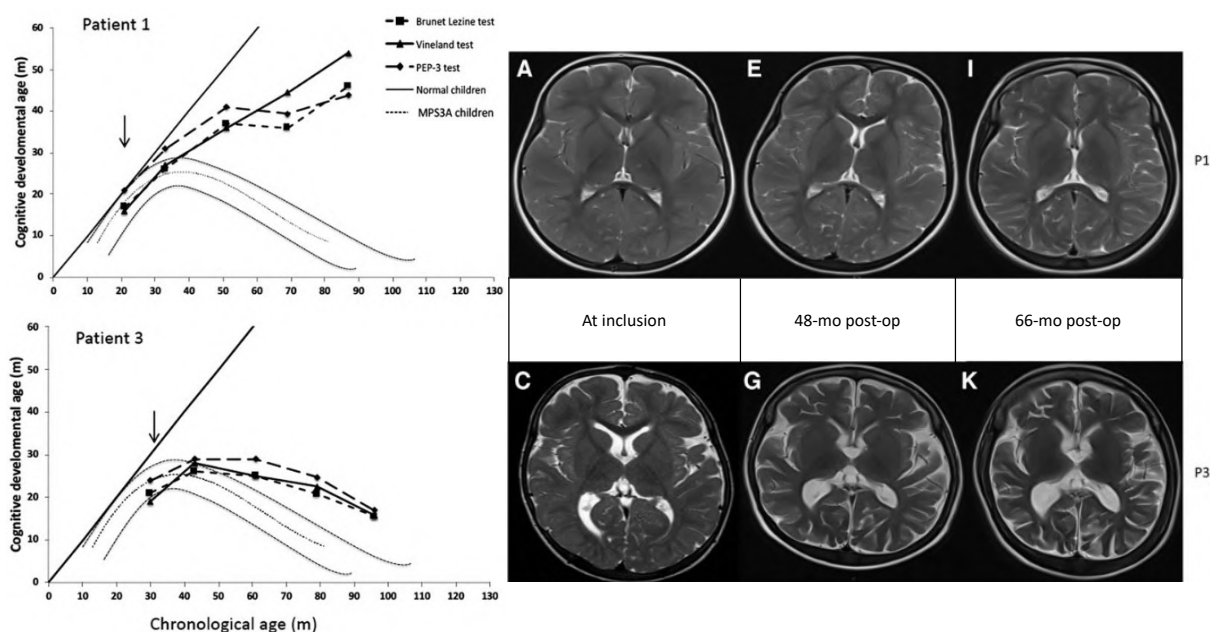 Patient 1
Cognitive develomental age (m)
60
50
40
30
20
10
0
0 10 20 30 40 50 60 70 80 90 100 110 120 130
Brunet Lezine test
Vineland test
PEP-3 test
Normal children
MPS3A children
Patient 3
Cognitive develomental age (m)
60
50
40
30
20
10
0
0 10 20 30 40 50 60 70 80 90 100 110 120 130
Chronological age (m)
A E I
P1
At inclusion 48-mo post-op 66-mo post-op
C G K
P3